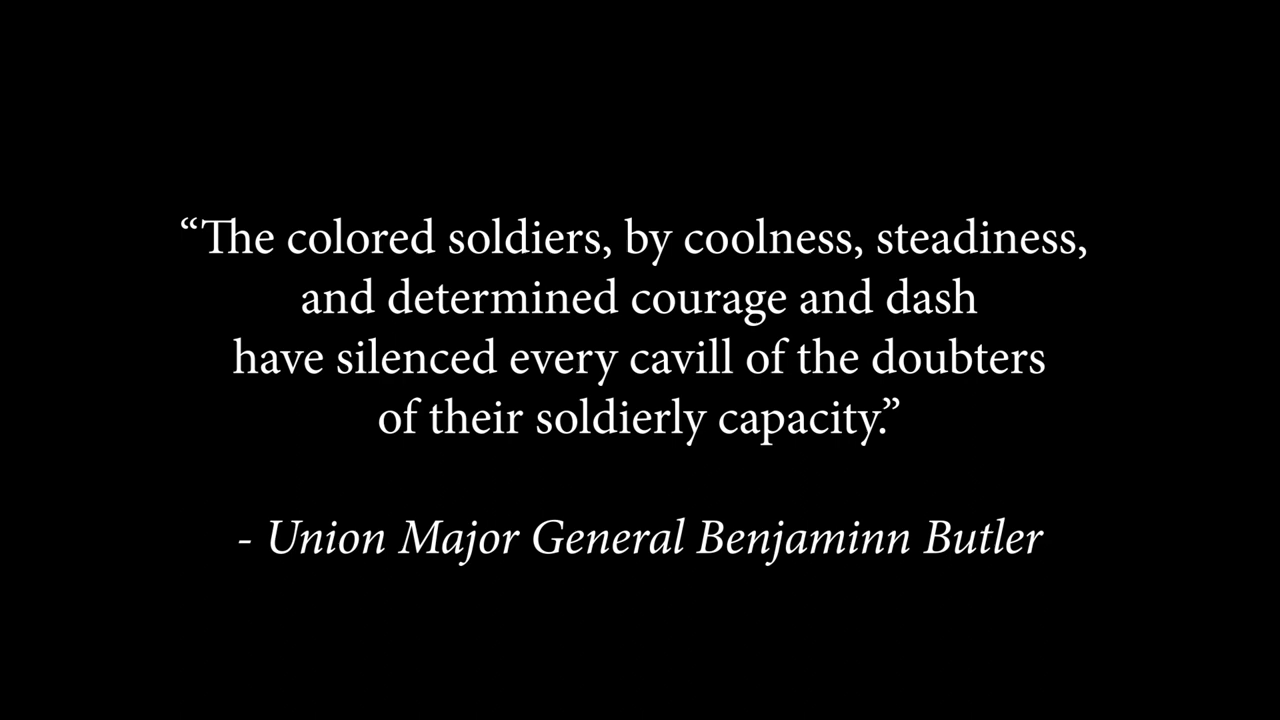 “The colored soldiers, by coolness, steadiness,
and determined courage and dash
have silenced every cavill of the doubters
of their soldierly capacity.”
- Union Major General Benjaminn Butler